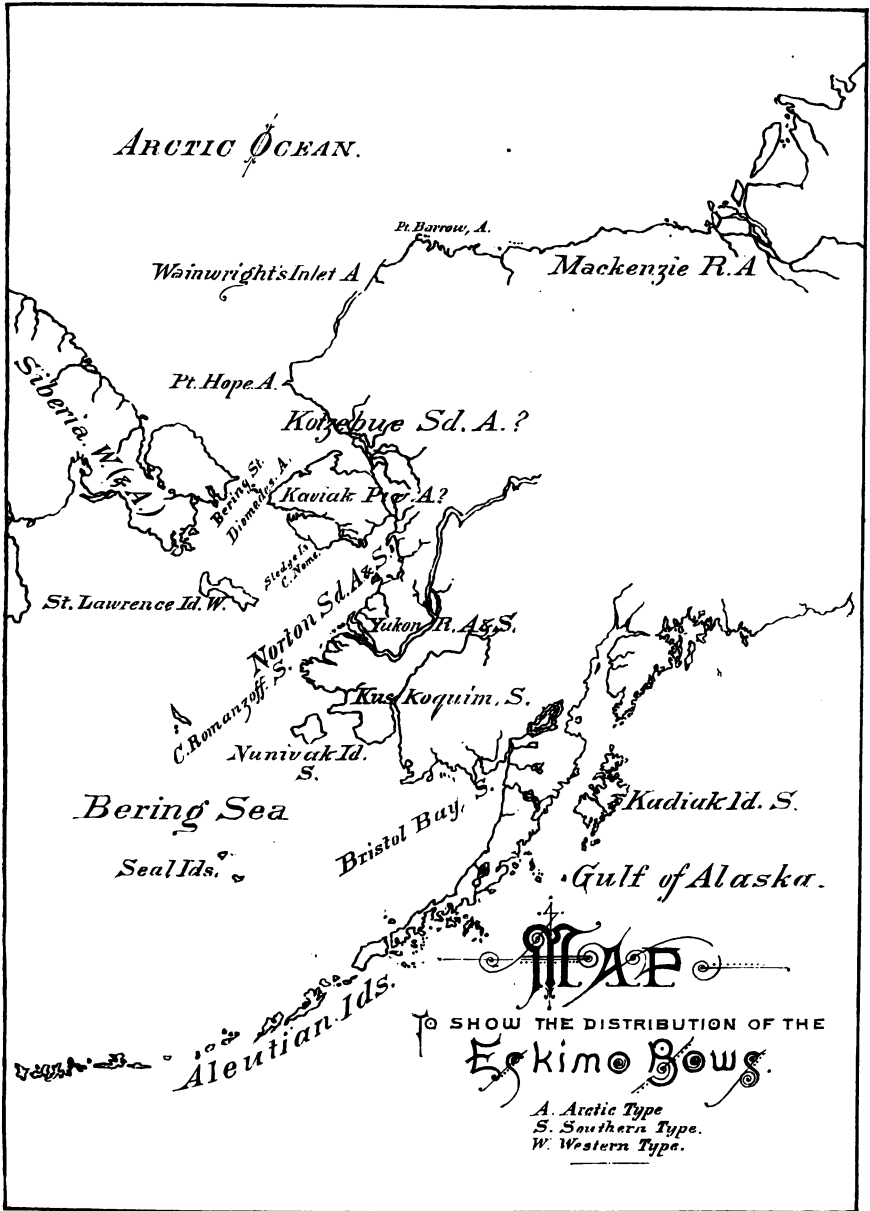 ARCTIC OCEAN.
Pt. Barrow, A.
Wainwright's Inlet A
Mackenzie R. A
Pt. Hope A.
Siberia. W. (& A.)
Kotzebue Sd. A. ?
Bering St.
Diomedes. A.
Kaviak Pen. A?
Sledge Is.
C. Nome.
St. Lawrence Id. W.
Norton Sd. A & S.
Yukon R. A & S.
C. Romanzoff. S.
Kus Koquim. S.
Nunivak Id.
S.
Bering Sea
Bristol Bay. S.
Kadiak Id. S.
Seal Ids.
Gulf of Alaska.
Aleutian Ids.
MAP
TO SHOW THE DISTRIBUTION OF THE
Eskimo Bows.
A. Arctic Type
S. Southern Type.
W. Western Type.